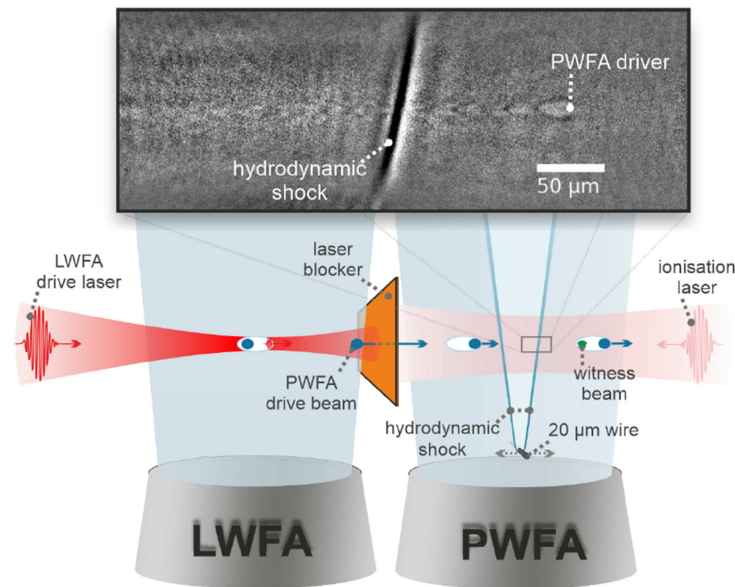 PWFA driver
hydrodynamic
shock
50 µm
LWFA
drive laser
laser
blocker
ionisation
laser
PWFA
drive beam
witness
beam
hydrodynamic
shock
20 µm wire
LWFA
PWFA